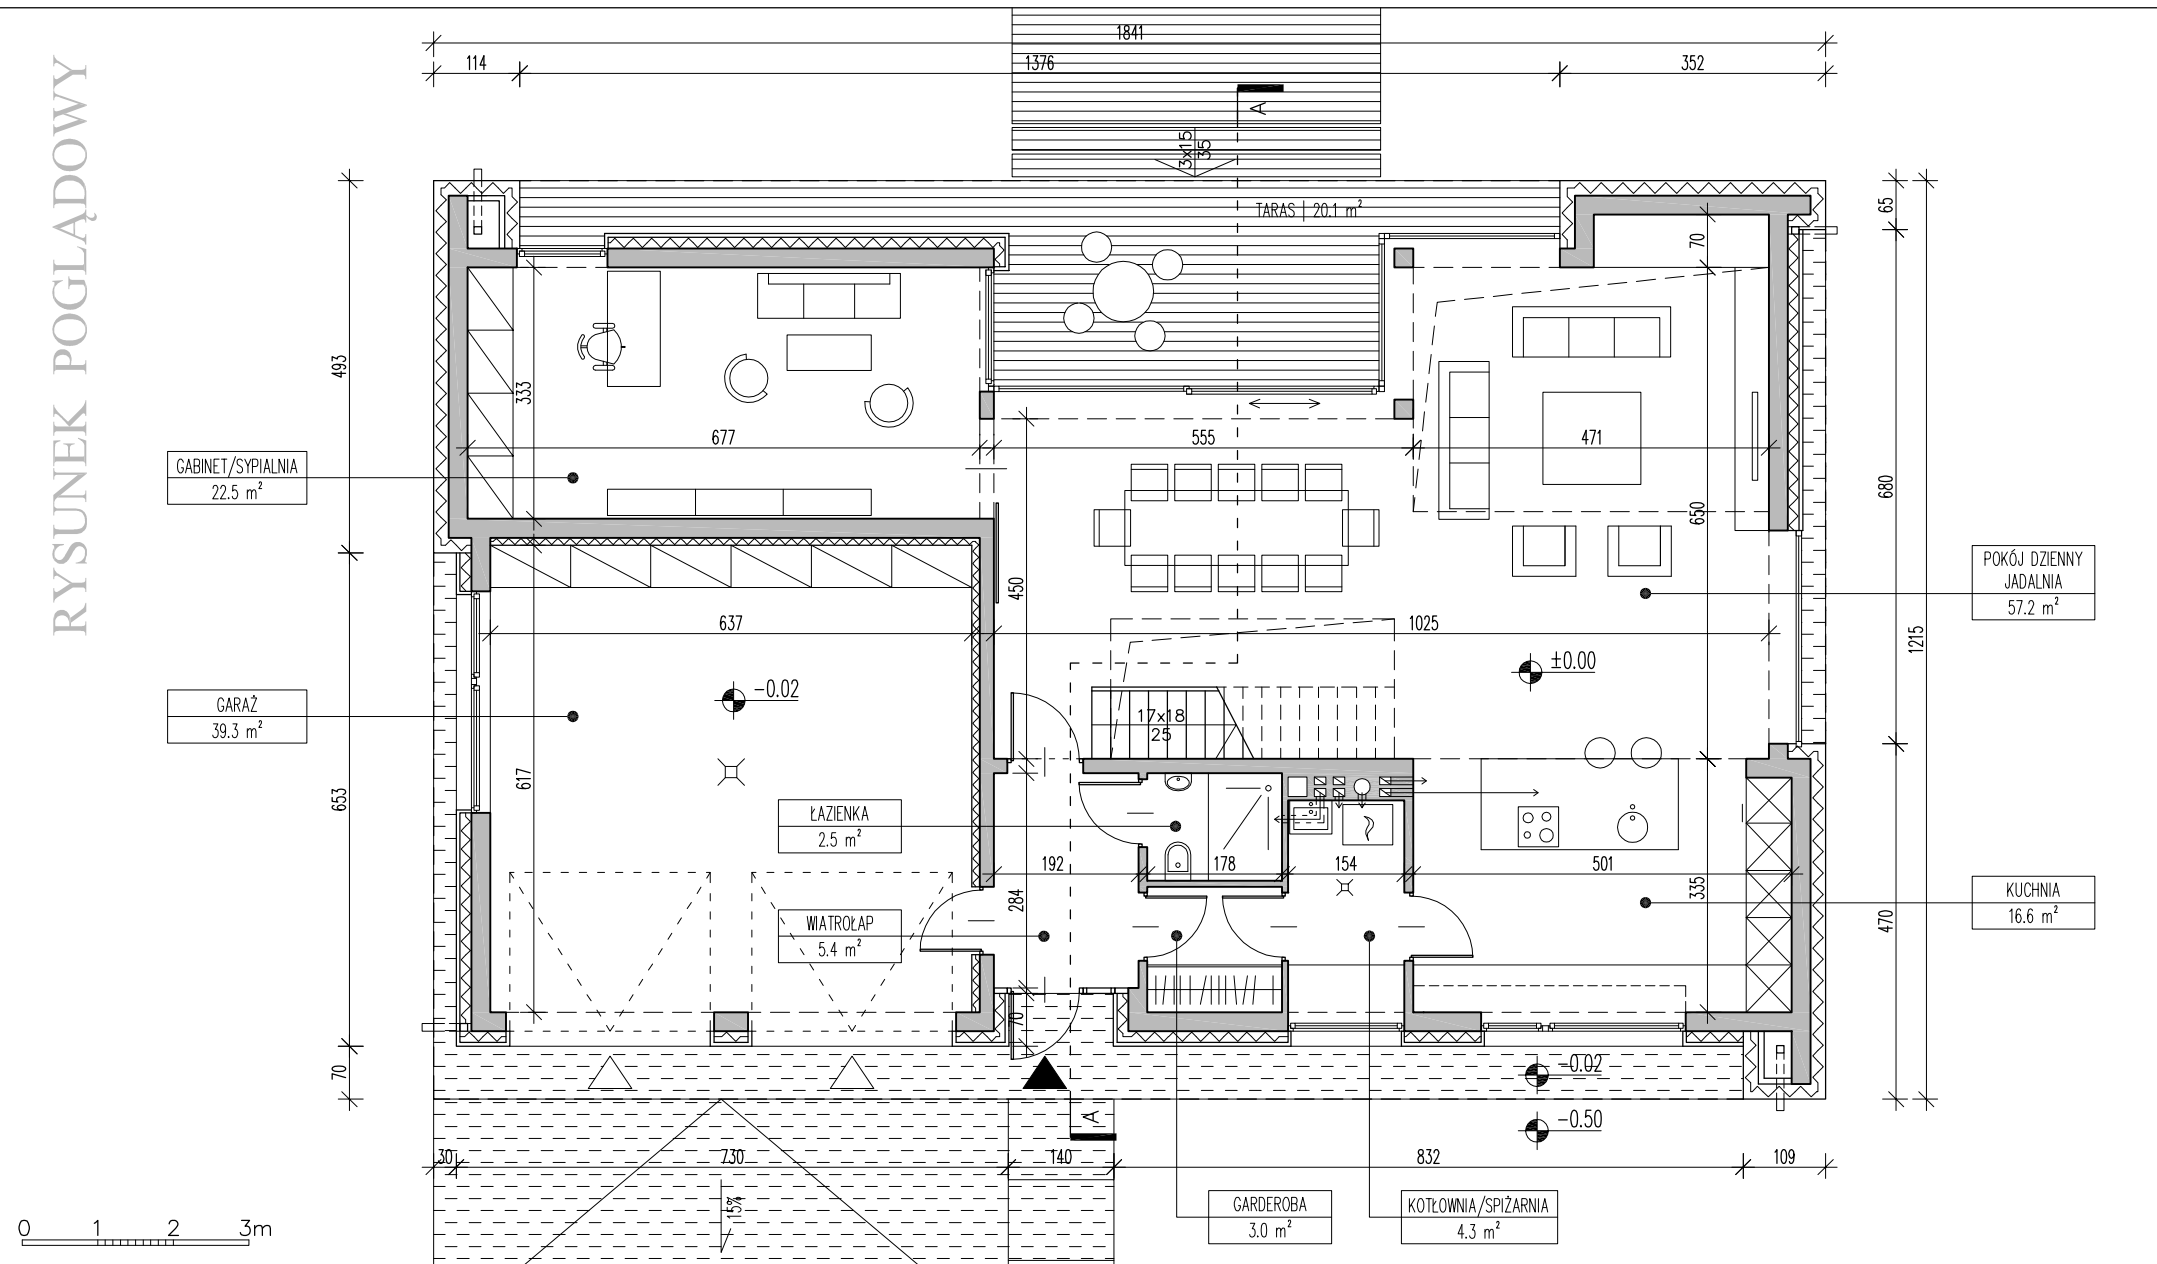 RYSUNEK POGLĄDOWY
1841
114
1376
352
A
3x15
35
TARAS | 20.1 m²
65
70
493
333
677
555
471
680
GABINET/SYPIALNIA
22.5 m²
650
450
POKÓJ DZIENNY
JADALNIA
57.2 m²
1215
637
1025
±0.00
-0.02
GARAŻ
39.3 m²
17x18
25
617
653
ŁAZIENKA
2.5 m²
192
178
154
501
335
284
KUCHNIA
16.6 m²
WIATROŁAP
5.4 m²
470
70
70
-0.02
-0.50
A
30
730
140
832
109
15%
GARDEROBA
3.0 m²
KOTŁOWNIA/SPIŻARNIA
4.3 m²
0 1 2 3m